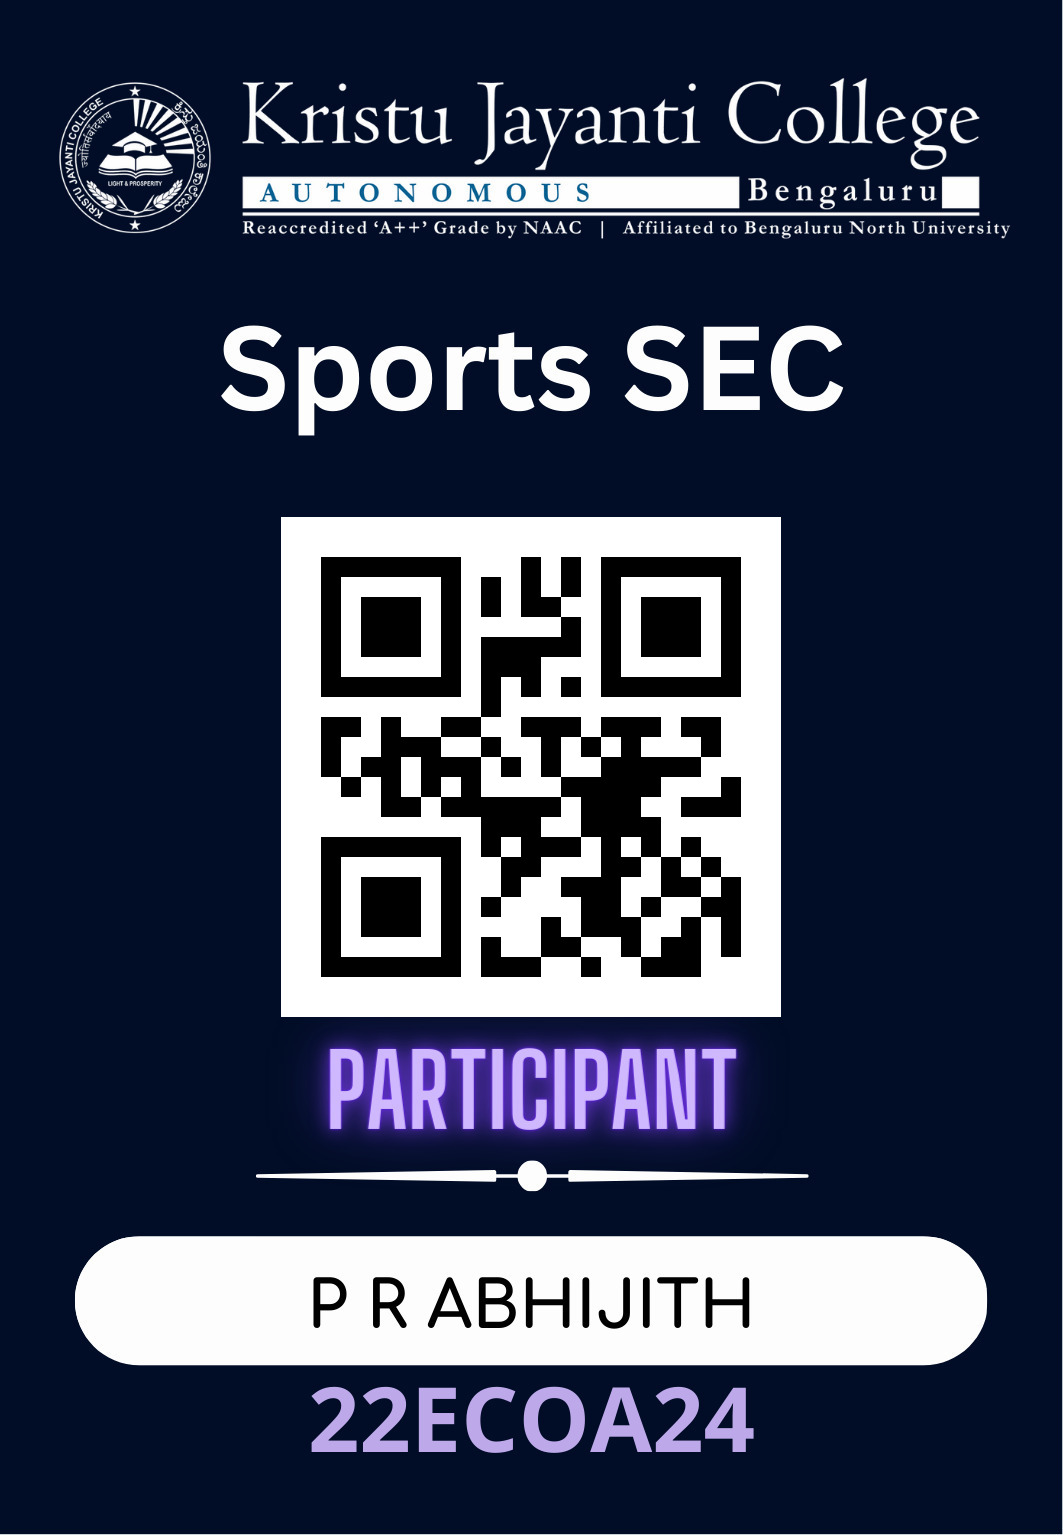 KRISTU JAYANTI COLLEGE
LIGHT & PROSPERITY
Kristu Jayanti College
AUTONOMOUS Bengaluru
Reaccredited ‘A++’ Grade by NAAC | Affiliated to Bengaluru North University
Sports SEC
PARTICIPANT
P R ABHIJITH
22ECOA24